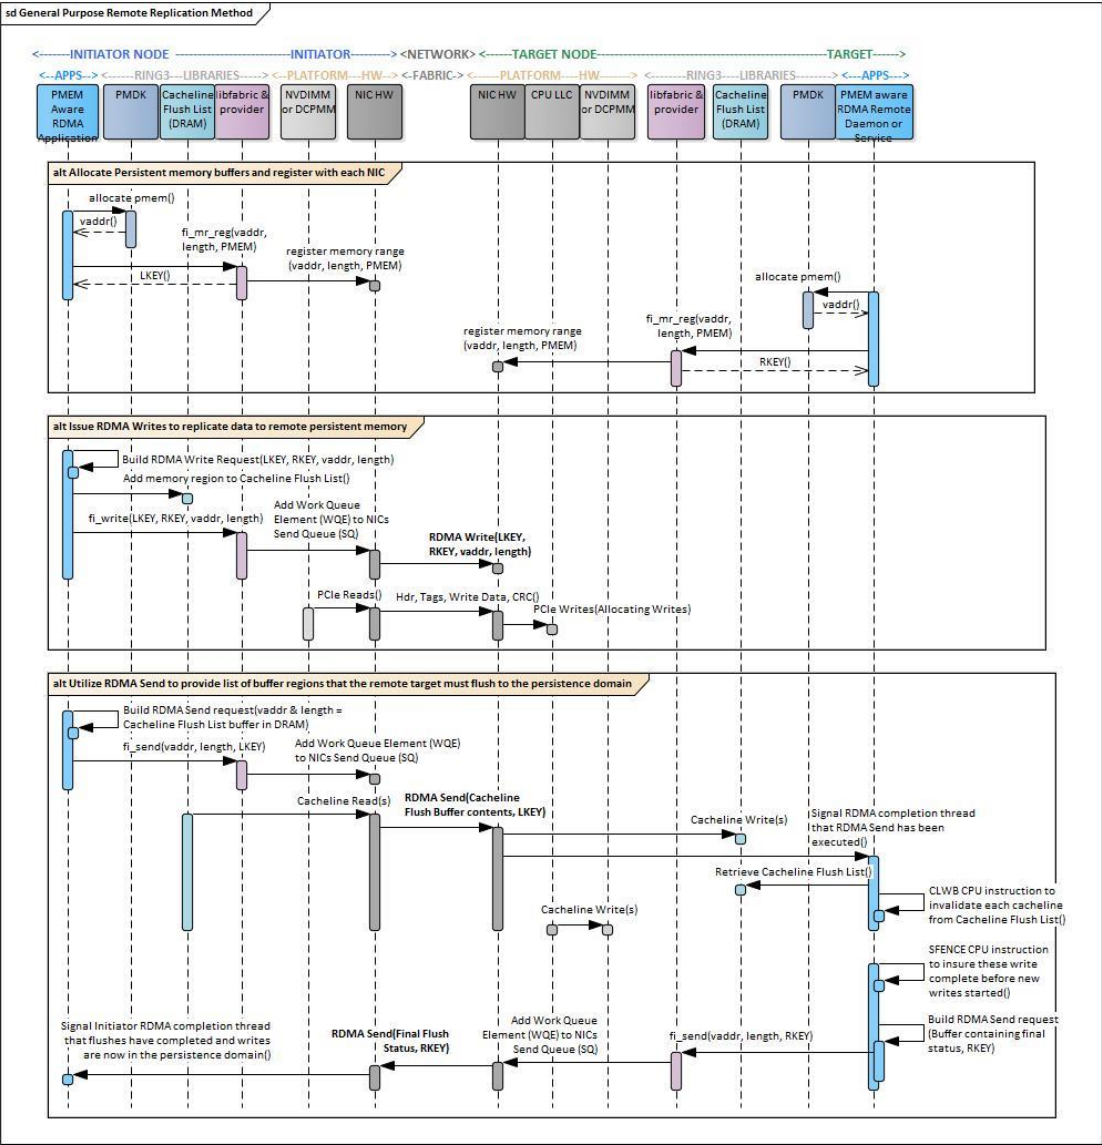 sd General Purpose Remote Replication Method
<-------INITIATOR NODE ---------------------INITIATOR---------> <NETWORK> <------TARGET NODE----------------------------------------TARGET------>
<--APPS--> <-------RING3----LIBRARIES------> <--PLATFORM---HW--> <-FABRIC-> <------PLATFORM----HW-------> <--------RING3----LIBRARIES-------> <--APPS--->
PMEM
Aware
RDMA
Application
PMDK
Cacheline
Flush List
(DRAM)
libfabric &
provider
NVDIMM
or DCPMM
NIC HW
NIC HW
CPU LLC
NVDIMM
or DCPMM
libfabric &
provider
Cacheline
Flush List
(DRAM)
PMDK
PMEM aware
RDMA Remote
Daemon or
Service
alt Allocate Persistent memory buffers and register with each NIC
allocate pmem()
vaddr()
fi_mr_reg(vaddr,
length, PMEM)
register memory range
(vaddr, length, PMEM)
LKEY()
allocate pmem()
vaddr()
fi_mr_reg(vaddr,
length, PMEM)
register memory range
(vaddr, length, PMEM)
RKEY()
alt Issue RDMA Writes to replicate data to remote persistent memory
Build RDMA Write Request(LKEY, RKEY, vaddr, length)
Add memory region to Cacheline Flush List()
fi_write(LKEY, RKEY, vaddr, length)
Add Work Queue
Element (WQE) to NICs
Send Queue (SQ)
RDMA Write(LKEY,
RKEY, vaddr, length)
PCIe Reads()
Hdr, Tags, Write Data, CRC()
PCIe Writes(Allocating Writes)
alt Utilize RDMA Send to provide list of buffer regions that the remote target must flush to the persistence domain
Build RDMA Send request(vaddr & length =
Cacheline Flush List buffer in DRAM)
fi_send(vaddr, length, LKEY)
Add Work Queue Element (WQE)
to NICs Send Queue (SQ)
Cacheline Read(s)
RDMA Send(Cacheline
Flush Buffer contents, LKEY)
Cacheline Write(s)
Signal RDMA completion thread
that RDMA Send has been
executed()
Retrieve Cacheline Flush List()
CLWB CPU instruction to
invalidate each cacheline
from Cacheline Flush List()
Cacheline Write(s)
SFENCE CPU instruction
to insure these write
complete before new
writes started()
Build RDMA Send request
(Buffer containing final
status, RKEY)
fi_send(vaddr, length, RKEY)
Add Work Queue
Element (WQE) to NICs
Send Queue (SQ)
RDMA Send(Final Flush
Status, RKEY)
Signal Initiator RDMA completion thread
that flushes have completed and writes
are now in the persistence domain()